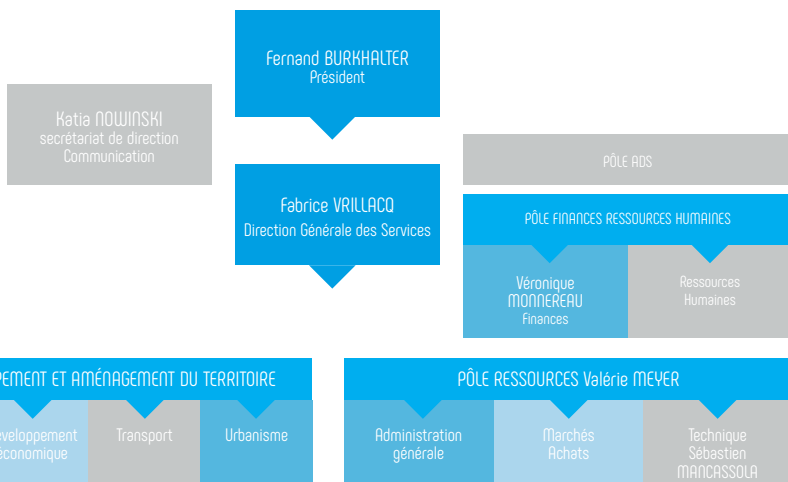 Fernand BURKHALTER
Président
Katia NOWINSKI
secrétariat de direction
Communication
Fabrice VRILLACQ
Direction Générale des Services
PÔLE ADS
PÔLE FINANCES RESSOURCES HUMAINES
Véronique
MONNEREAU
Finances
Ressources
Humaines
PEMENT ET AMÉNAGEMENT DU TERRITOIRE
éveloppement
économique
Transport
Urbanisme
PÔLE RESSOURCES Valérie MEYER
Administration
générale
Marchés
Achats
Technique
Sébastien
MANCASSOLA